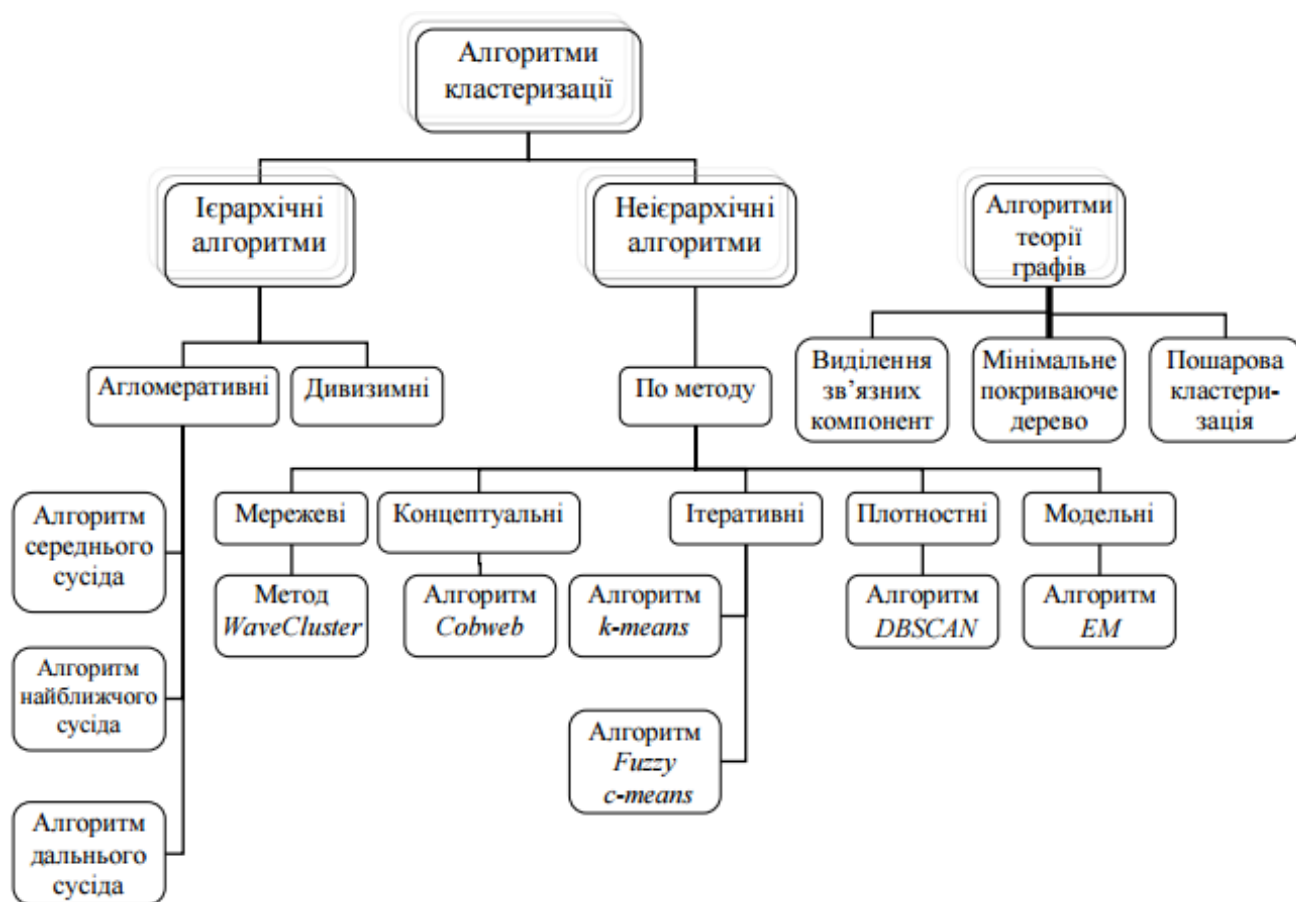 Алгоритми
кластеризації
Ієрархічні
алгоритми
Неієрархічні
алгоритми
Алгоритми
теорії
графів
Агломеративні
Дивизимні
По методу
Виділення
зв’язних
компонент
Мінімальне
покриваюче
дерево
Пошарова
кластери-
зація
Алгоритм
середнього
сусіда
Алгоритм
найближчого
сусіда
Алгоритм
дальнього
сусіда
Мережеві
Концептуальні
Ітеративні
Плотностні
Модельні
Метод
WaveCluster
Алгоритм
Cobweb
Алгоритм
k-means
Алгоритм
DBSCAN
Алгоритм
EM
Алгоритм
Fuzzy
c-means